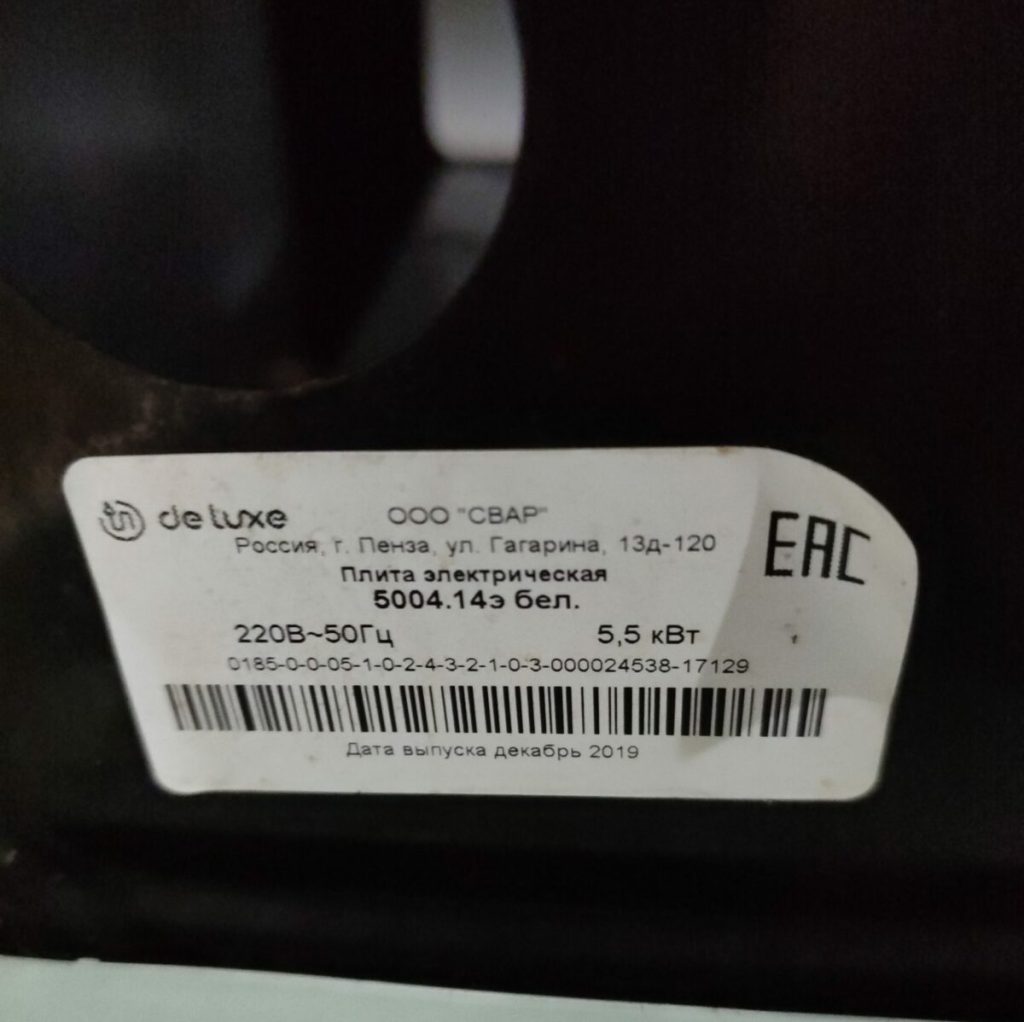 de luxe ООО "СВАР"
Россия, г. Пенза, ул. Гагарина, 13д-120
EAC
Плита электрическая
5004.14э бел.
220В~50Гц 5,5 кВт
0185-0-0-05-1-0-2-4-3-2-1-0-3-000024538-17129
Дата выпуска декабрь 2019